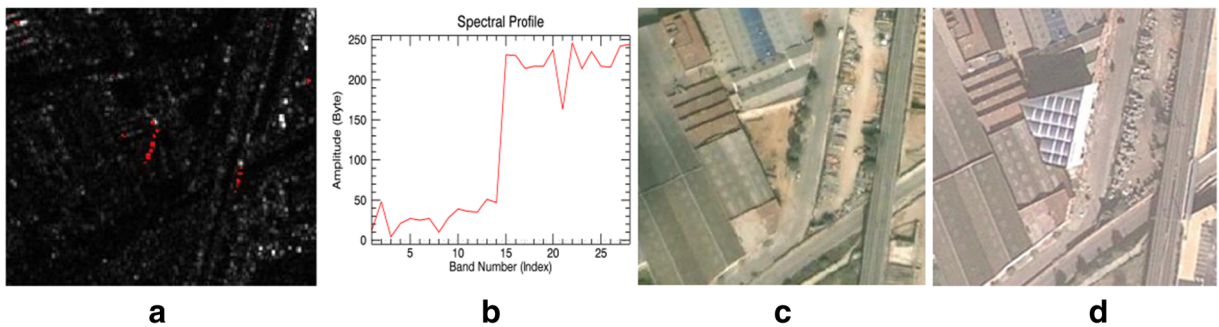 Spectral Profile
250
200
150
100
50
0
Amplitude (Byte)
5 10 15 20 25
Band Number (Index)
a b c d